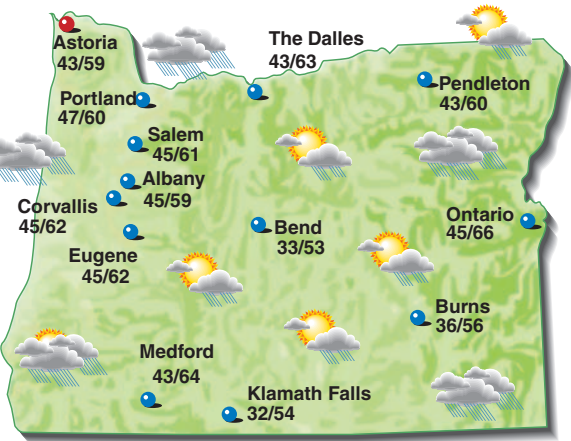 Astoria
43/59
The Dalles
43/63
Pendleton
43/60
Portland
47/60
Salem
45/61
Albany
45/59
Corvallis
45/62
Eugene
45/62
Bend
33/53
Ontario
45/66
Burns
36/56
Medford
43/64
Klamath Falls
32/54